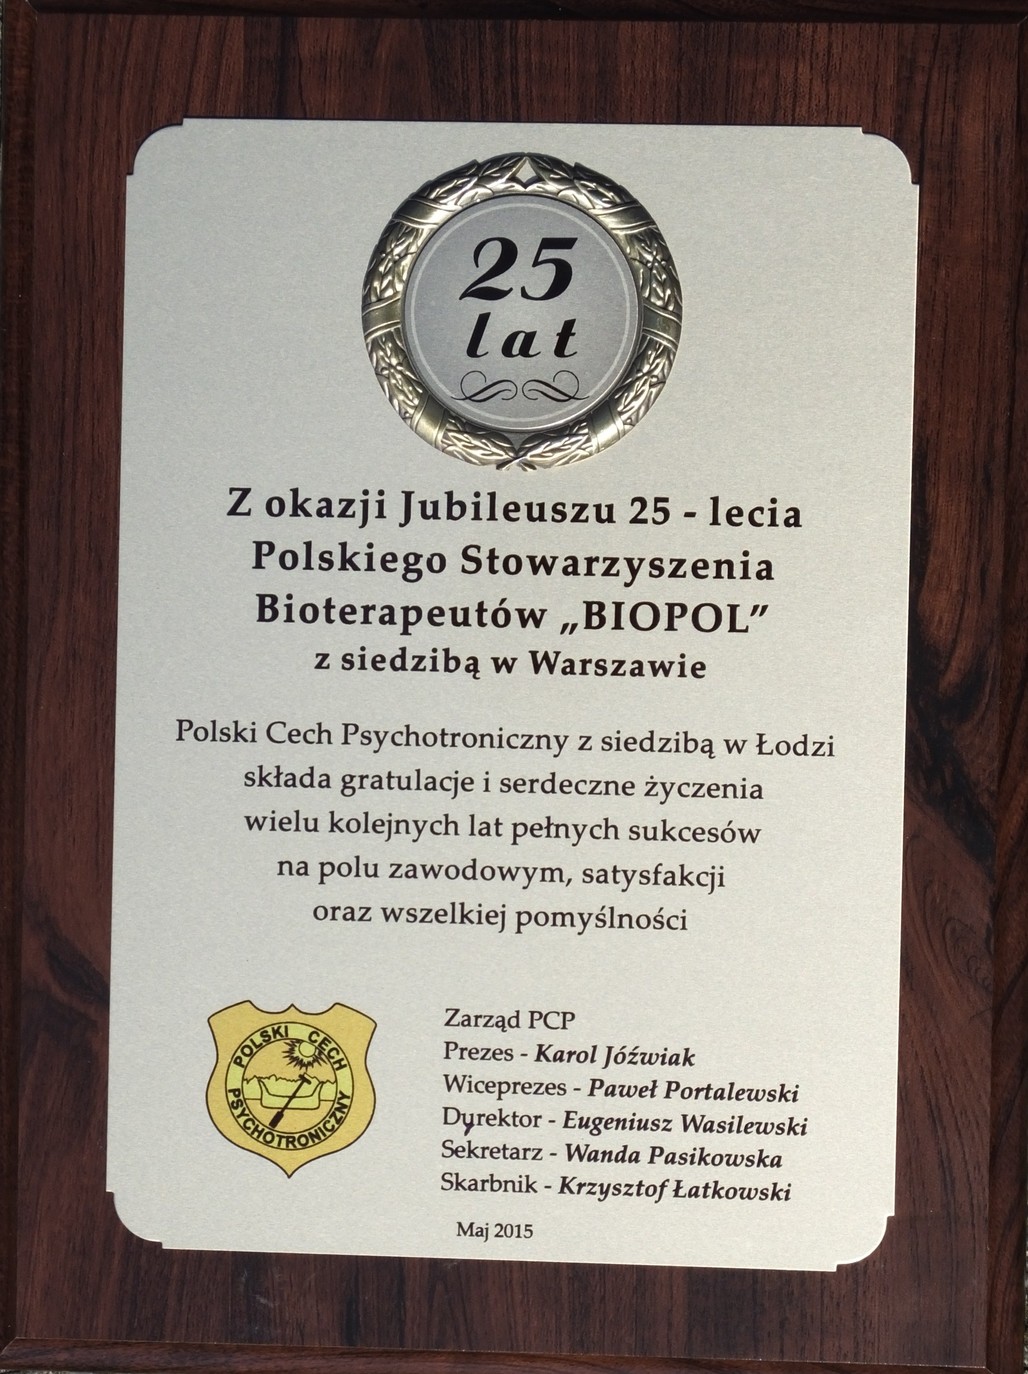 25
lat
Z okazji Jubileuszu 25 - lecia
Polskiego Stowarzyszenia
Bioterapeutów „BIOPOL”
z siedzibą w Warszawie
Polski Cech Psychotroniczny z siedzibą w Łodzi
składa gratulacje i serdeczne życzenia
wielu kolejnych lat pełnych sukcesów
na polu zawodowym, satysfakcji
oraz wszelkiej pomyślności
POLSKI CECH
PSYCHOTRONICZNY
Zarząd PCP
Prezes - Karol Jóźwiak
Wiceprezes - Paweł Portalewski
Dyrektor - Eugeniusz Wasilewski
Sekretarz - Wanda Pasikowska
Skarbnik - Krzysztof Łatkowski
Maj 2015